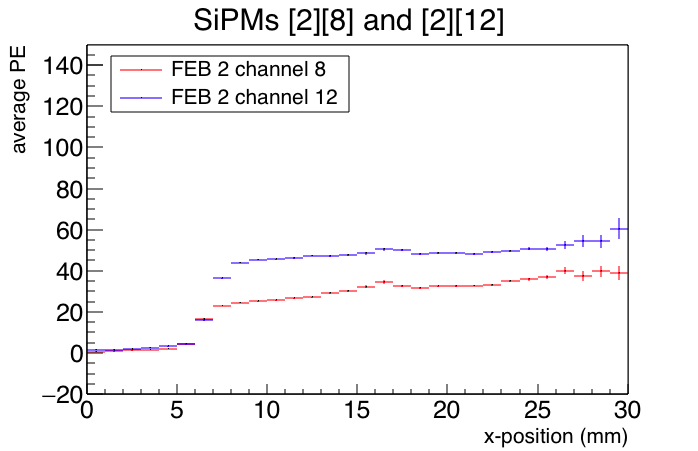 SiPMs [2][8] and [2][12]
average PE
140
120
100
80
60
40
20
0
−20
FEB 2 channel 8
FEB 2 channel 12
0 5 10 15 20 25 30
x-position (mm)